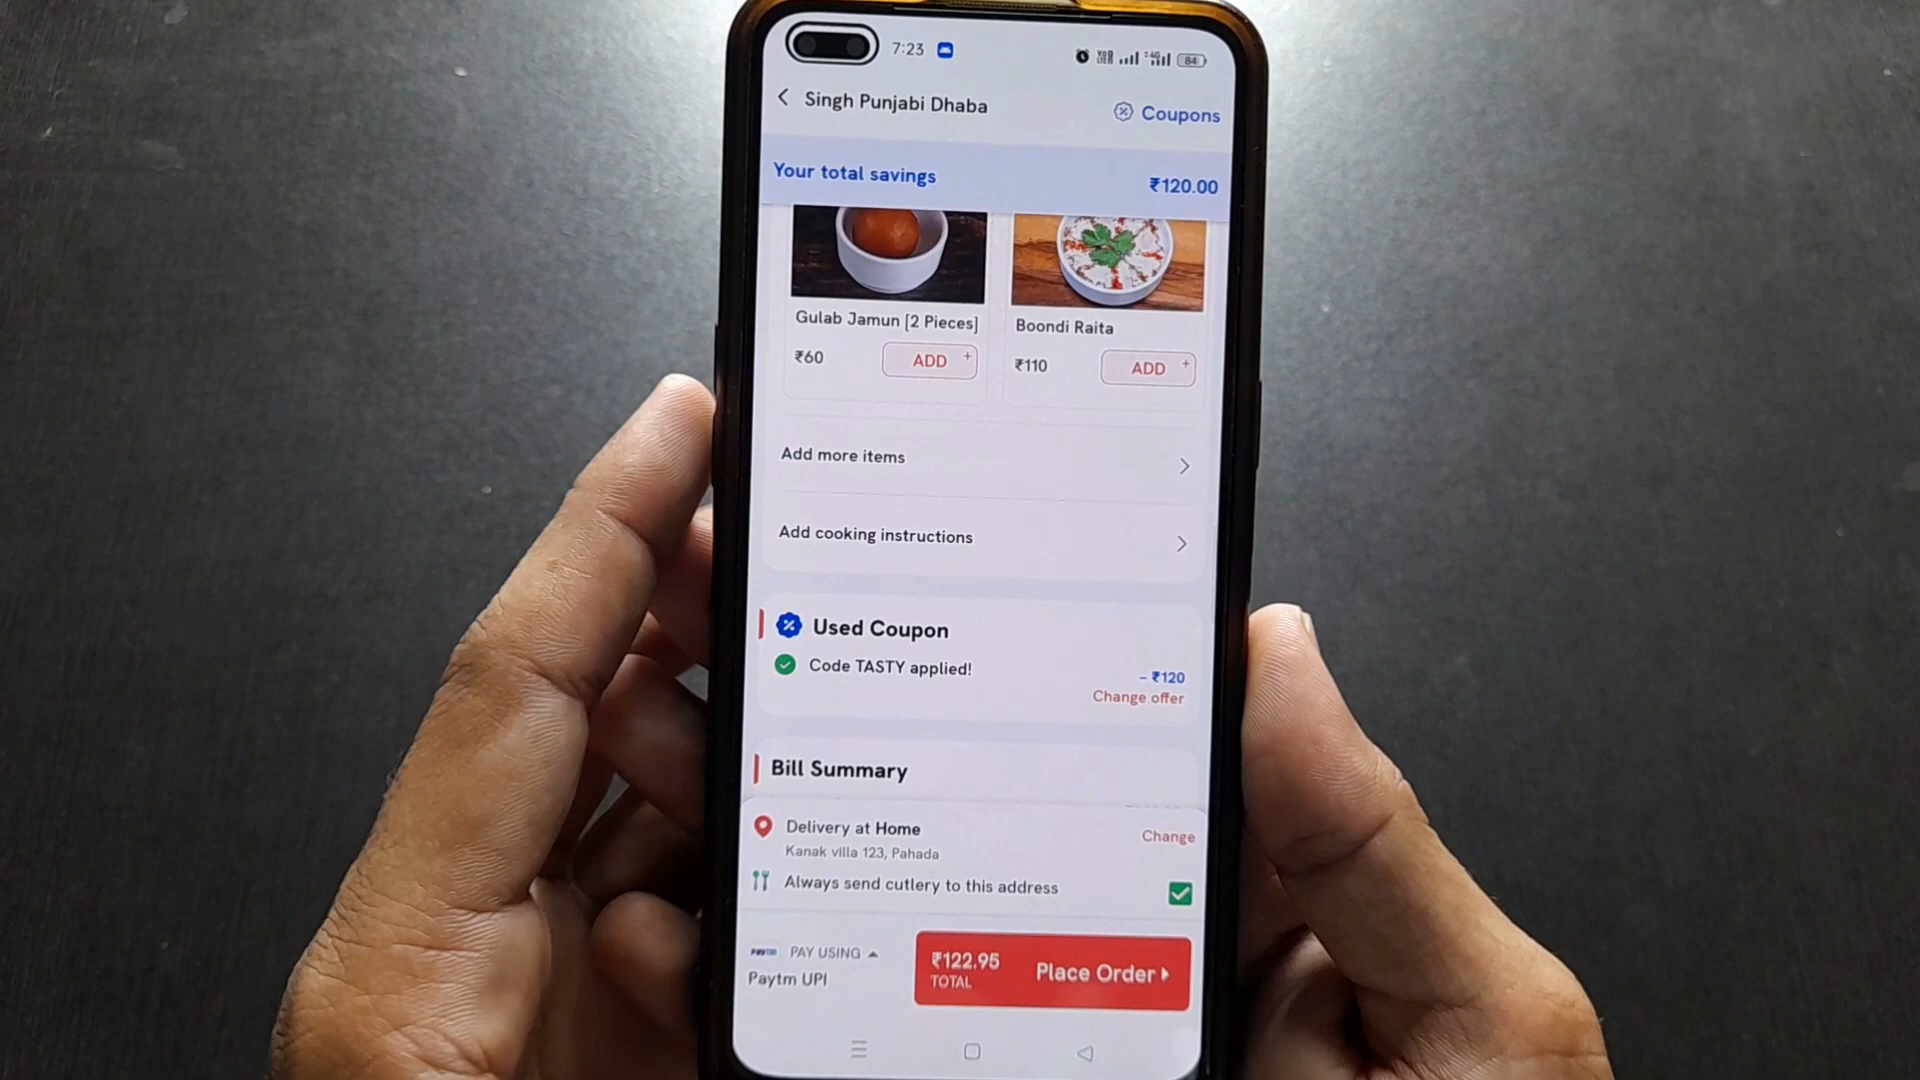 7:23
84
Singh Punjabi Dhaba
Coupons
Your total savings
₹120.00
Gulab Jamun [2 Pieces]
₹60
ADD +
Boondi Raita
₹110
ADD +
Add more items
Add cooking instructions
Used Coupon
Code TASTY applied!
- ₹120
Change offer
Bill Summary
Delivery at Home
Change
Kanak villa 123, Pahada
Always send cutlery to this address
PAY USING
Paytm UPI
₹122.95
TOTAL
Place Order